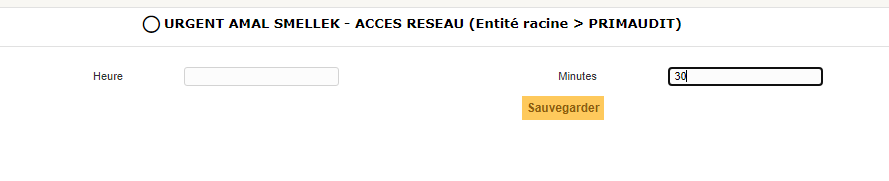 URGENT AMAL SMELLEK - ACCES RESEAU (Entité racine > PRIMAUDIT)
Heure Minutes 30
Sauvegarder